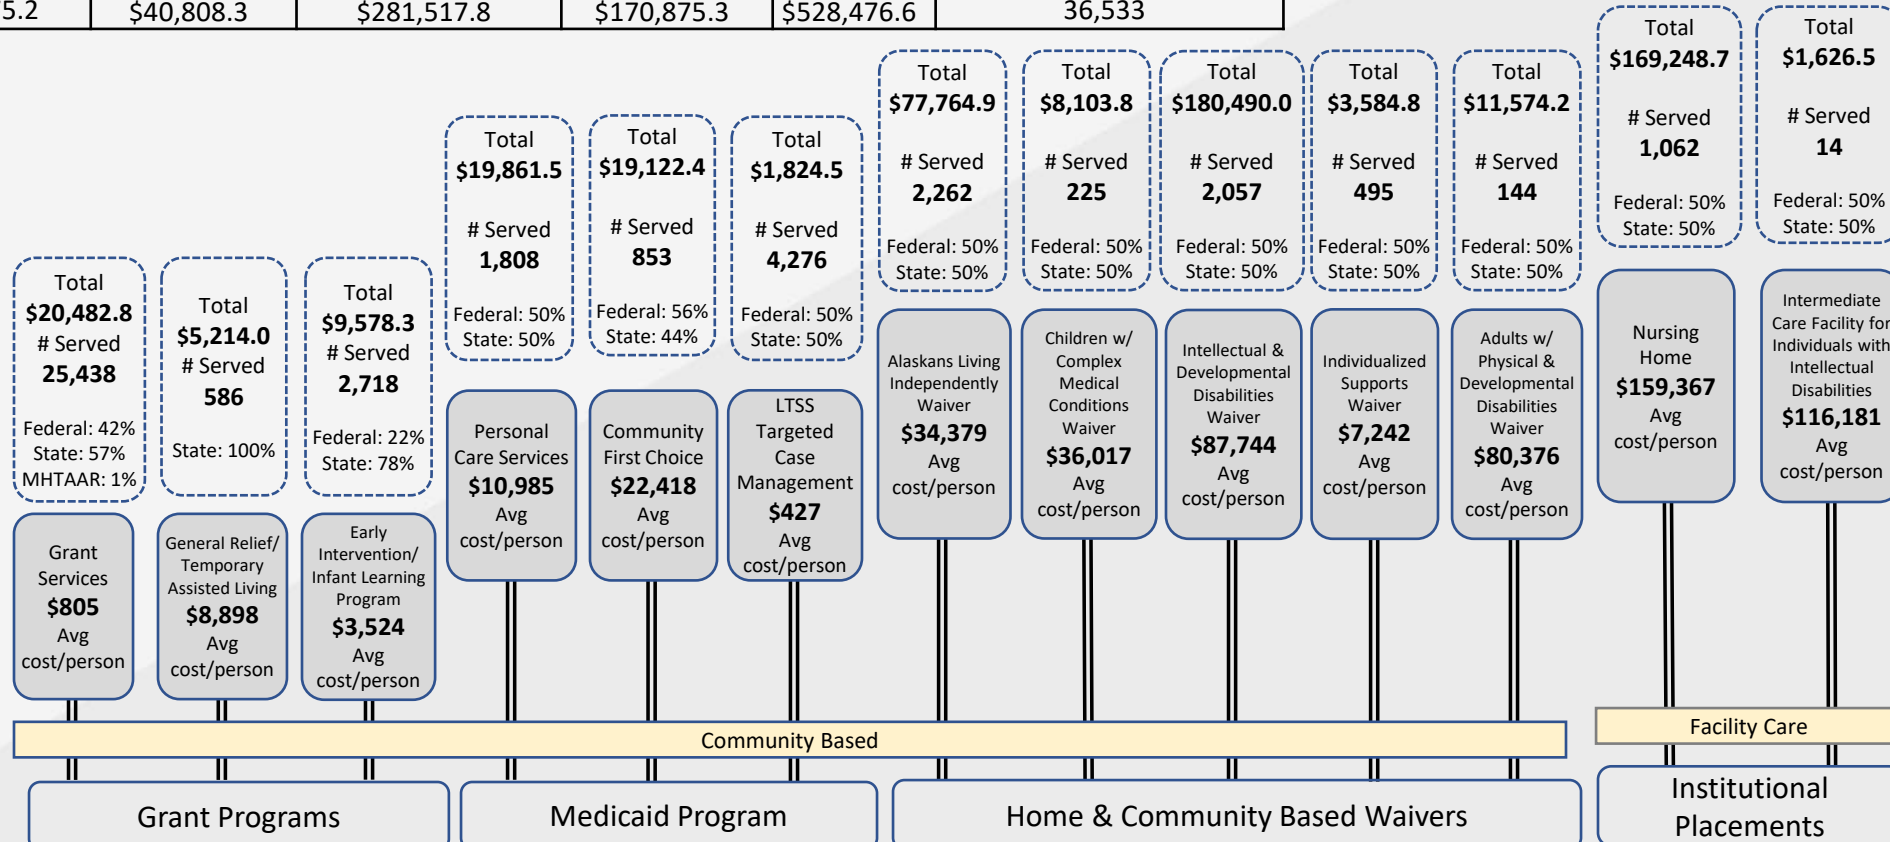 5.2 $40,808.3 $281,517.8 $170,875.3 $528,476.6 36,533
Total
$20,482.8
# Served
25,438
Federal: 42%
State: 57%
MHTAAR: 1%
Grant
Services
$805
Avg
cost/person
Total
$5,214.0
# Served
586
State: 100%
General Relief/
Temporary
Assisted Living
$8,898
Avg
cost/person
Total
$9,578.3
# Served
2,718
Federal: 22%
State: 78%
Early
Intervention/
Infant Learning
Program
$3,524
Avg
cost/person
Total
$19,861.5
# Served
1,808
Federal: 50%
State: 50%
Personal
Care Services
$10,985
Avg
cost/person
Total
$19,122.4
# Served
853
Federal: 56%
State: 44%
Community
First Choice
$22,418
Avg
cost/person
Total
$1,824.5
# Served
4,276
Federal: 50%
State: 50%
LTSS
Targeted
Case
Management
$427
Avg
cost/person
Total
$77,764.9
# Served
2,262
Federal: 50%
State: 50%
Alaskans Living
Independently
Waiver
$34,379
Avg
cost/person
Total
$8,103.8
# Served
225
Federal: 50%
State: 50%
Children w/
Complex
Medical
Conditions
Waiver
$36,017
Avg
cost/person
Total
$180,490.0
# Served
2,057
Federal: 50%
State: 50%
Intellectual &
Developmental
Disabilities
Waiver
$87,744
Avg
cost/person
Total
$3,584.8
# Served
495
Federal: 50%
State: 50%
Individualized
Supports
Waiver
$7,242
Avg
cost/person
Total
$11,574.2
# Served
144
Federal: 50%
State: 50%
Adults w/
Physical &
Developmental
Disabilities
Waiver
$80,376
Avg
cost/person
Total
$169,248.7
# Served
1,062
Federal: 50%
State: 50%
Nursing
Home
$159,367
Avg
cost/person
Total
$1,626.5
# Served
14
Federal: 50%
State: 50%
Intermediate
Care Facility for
Individuals with
Intellectual
Disabilities
$116,181
Avg
cost/person
Community Based
Facility Care
Grant Programs
Medicaid Program
Home & Community Based Waivers
Institutional
Placements